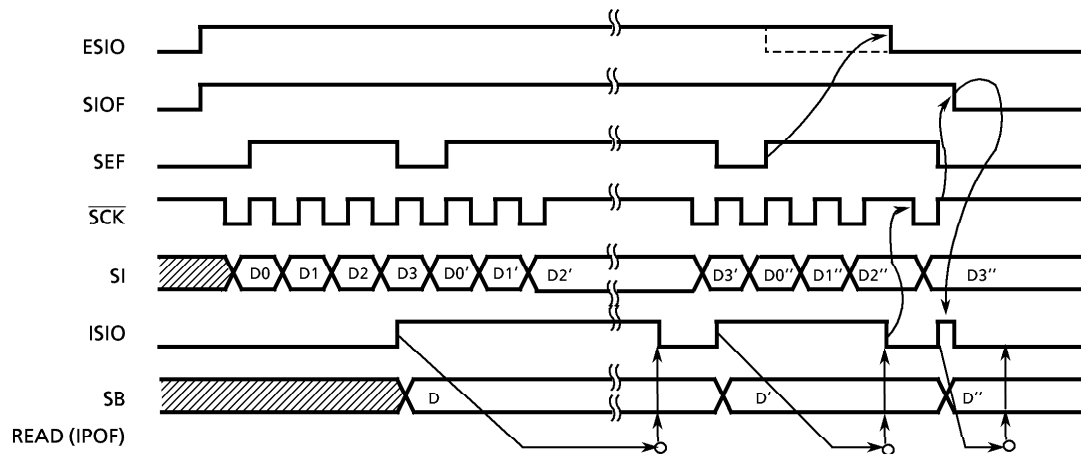 ESIO
SIOF
SEF
SCK
SI D0 D1 D2 D3 D0' D1' D2' D3' D0'' D1'' D2'' D3''
ISIO
SB D D' D''
READ (IPOF)